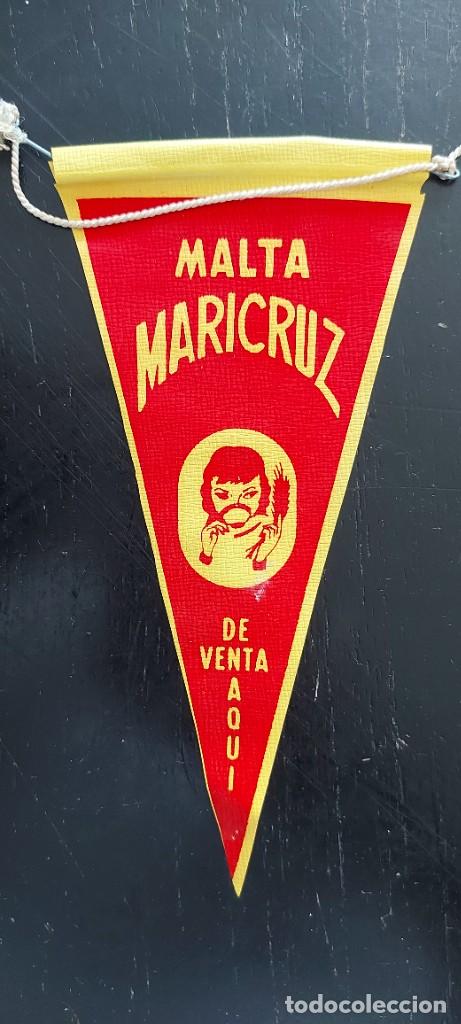 MALTA
MARICRUZ
DE
VENTA
AQUI
todocoleccion